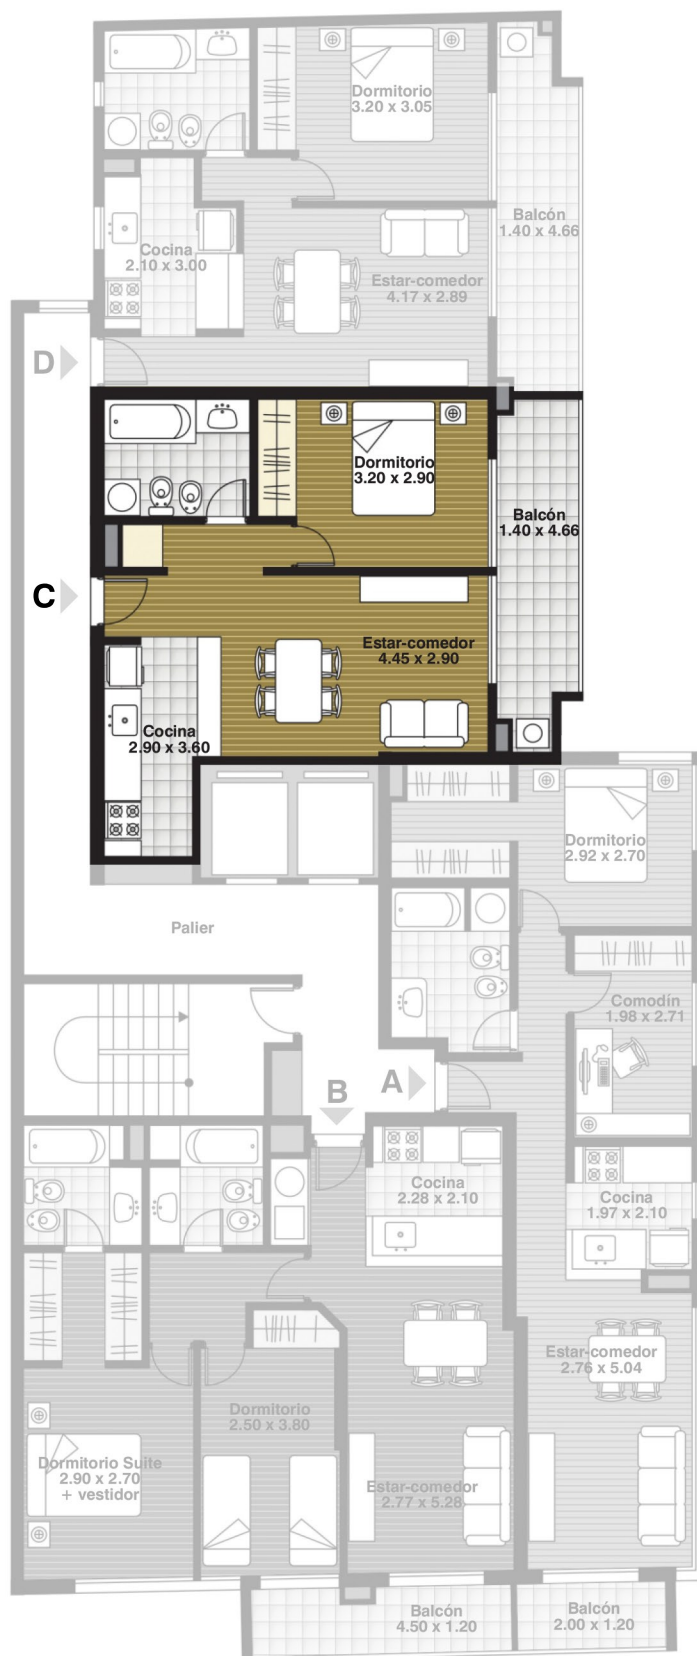 Dormitorio
3.20 x 3.05
Balcón
1.40 x 4.66
Cocina
2.10 x 3.00
Estar-comedor
4.17 x 2.89
D
Dormitorio
3.20 x 2.90
Balcón
1.40 x 4.66
C
Estar-comedor
4.45 x 2.90
Cocina
2.90 x 3.60
Dormitorio
2.92 x 2.70
Palier
Comodín
1.98 x 2.71
A
B
Cocina
2.28 x 2.10
Cocina
1.97 x 2.10
Estar-comedor
2.76 x 5.04
Dormitorio
2.50 x 3.80
Dormitorio Suite
2.90 x 2.70
+ vestidor
Estar-comedor
2.77 x 5.28
Balcón
4.50 x 1.20
Balcón
2.00 x 1.20